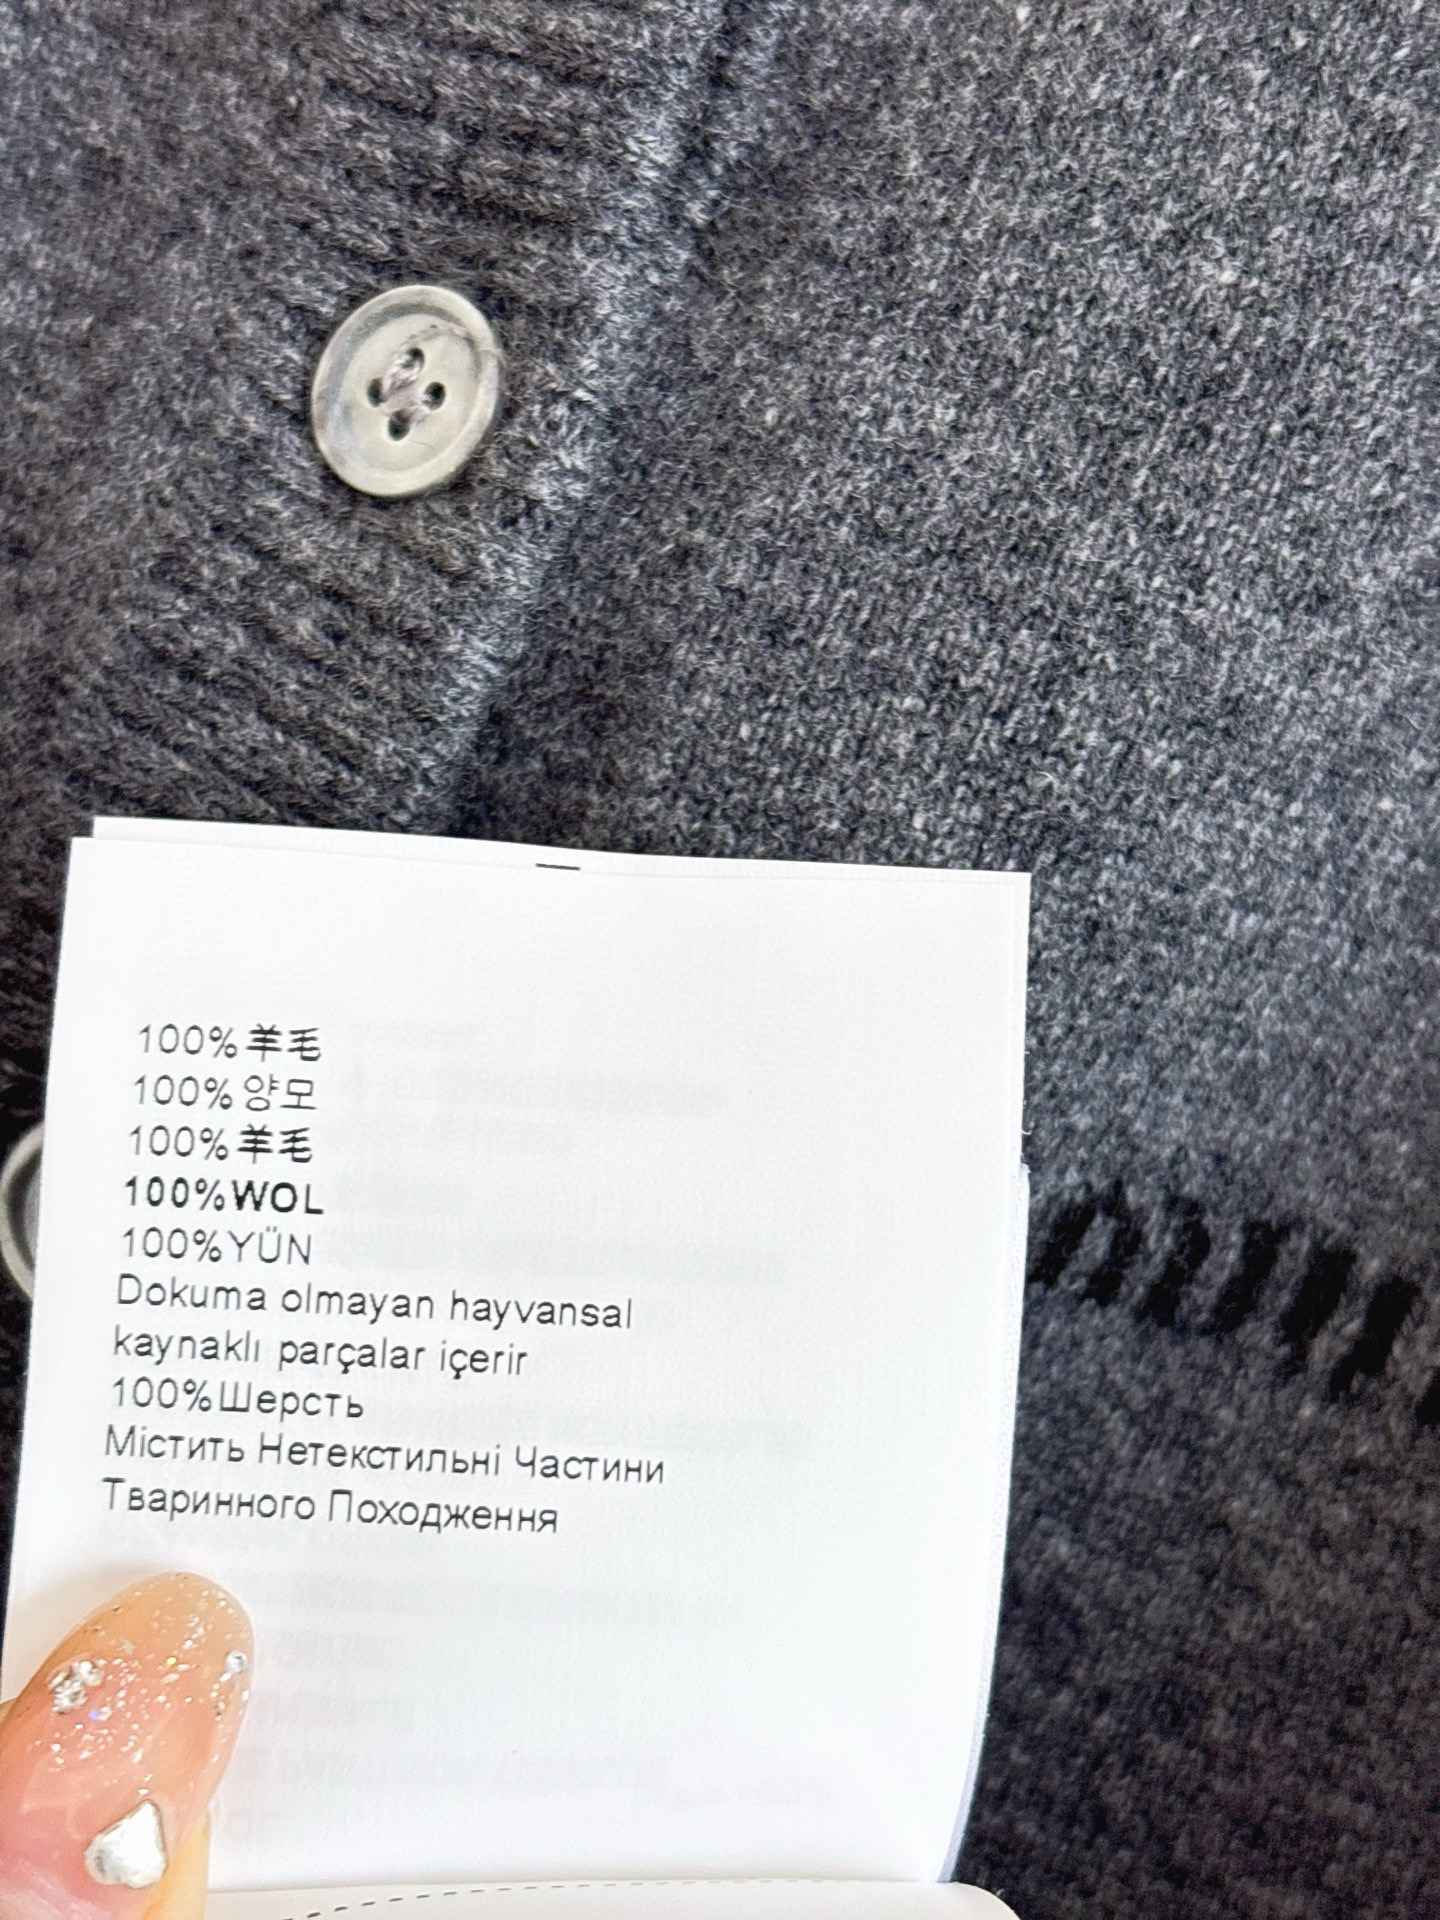 100%羊毛
100%양모
100%羊毛
100%WOL
100%YÜN
Dokuma olmayan hayvansal
kaynaklı parçalar içerir
100%Шерсть
Містить Нетекстильні Частини
Тваринного Походження